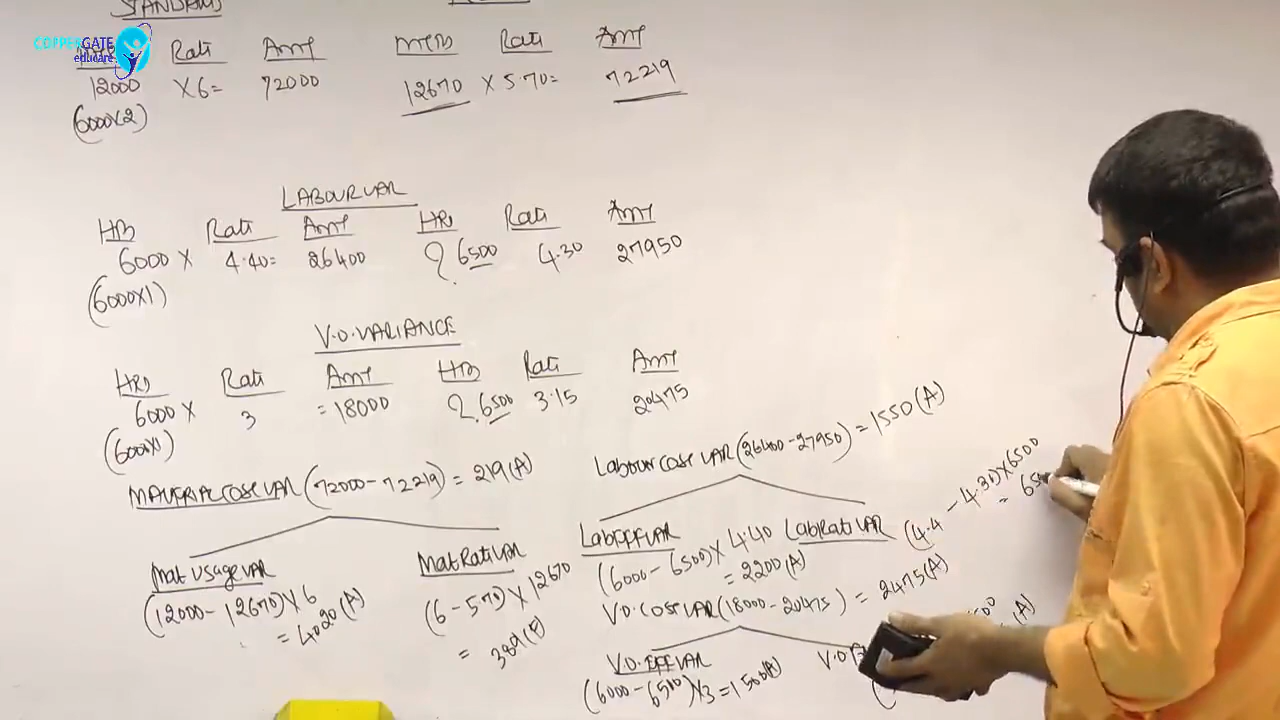 STANDARD
COPPERGATE
educare
Rate Amt MTR Rate Amt
12000 X 6 = 72000 12670 X 5.70 = 72219
(6000X2)
LABOUR VAR
HRS Rate Amt HRS Rate Amt
6000 X 4.40 = 26400 6500 4.30 27950
(6000X1)
V.O. VARIANCE
HRS Rate Amt HRS Rate Amt
6000 X 3 = 18000 6500 3.15 20475
(6000X1)
MATERIAL COST VAR (72000 - 72219) = 219(A)
Labour COST VAR (26400 - 27950) = 1550(A)
Mat Usage VAR
(12000 - 12670) X 6
= 4020(A)
Mat Rate VAR
(6 - 570) X 12670
= 3801(F)
Lab EFF VAR
(6000 - 6500) X 4.40
= 2200(A)
Lab Rate VAR (4.4 - 4.30) X 6500
= 650
V.O. COST VAR (18000 - 20475) = 2475(A)
V.O. EFF VAR
(6000 - 6500) X 3 = 1500(A)
V.O
(A)